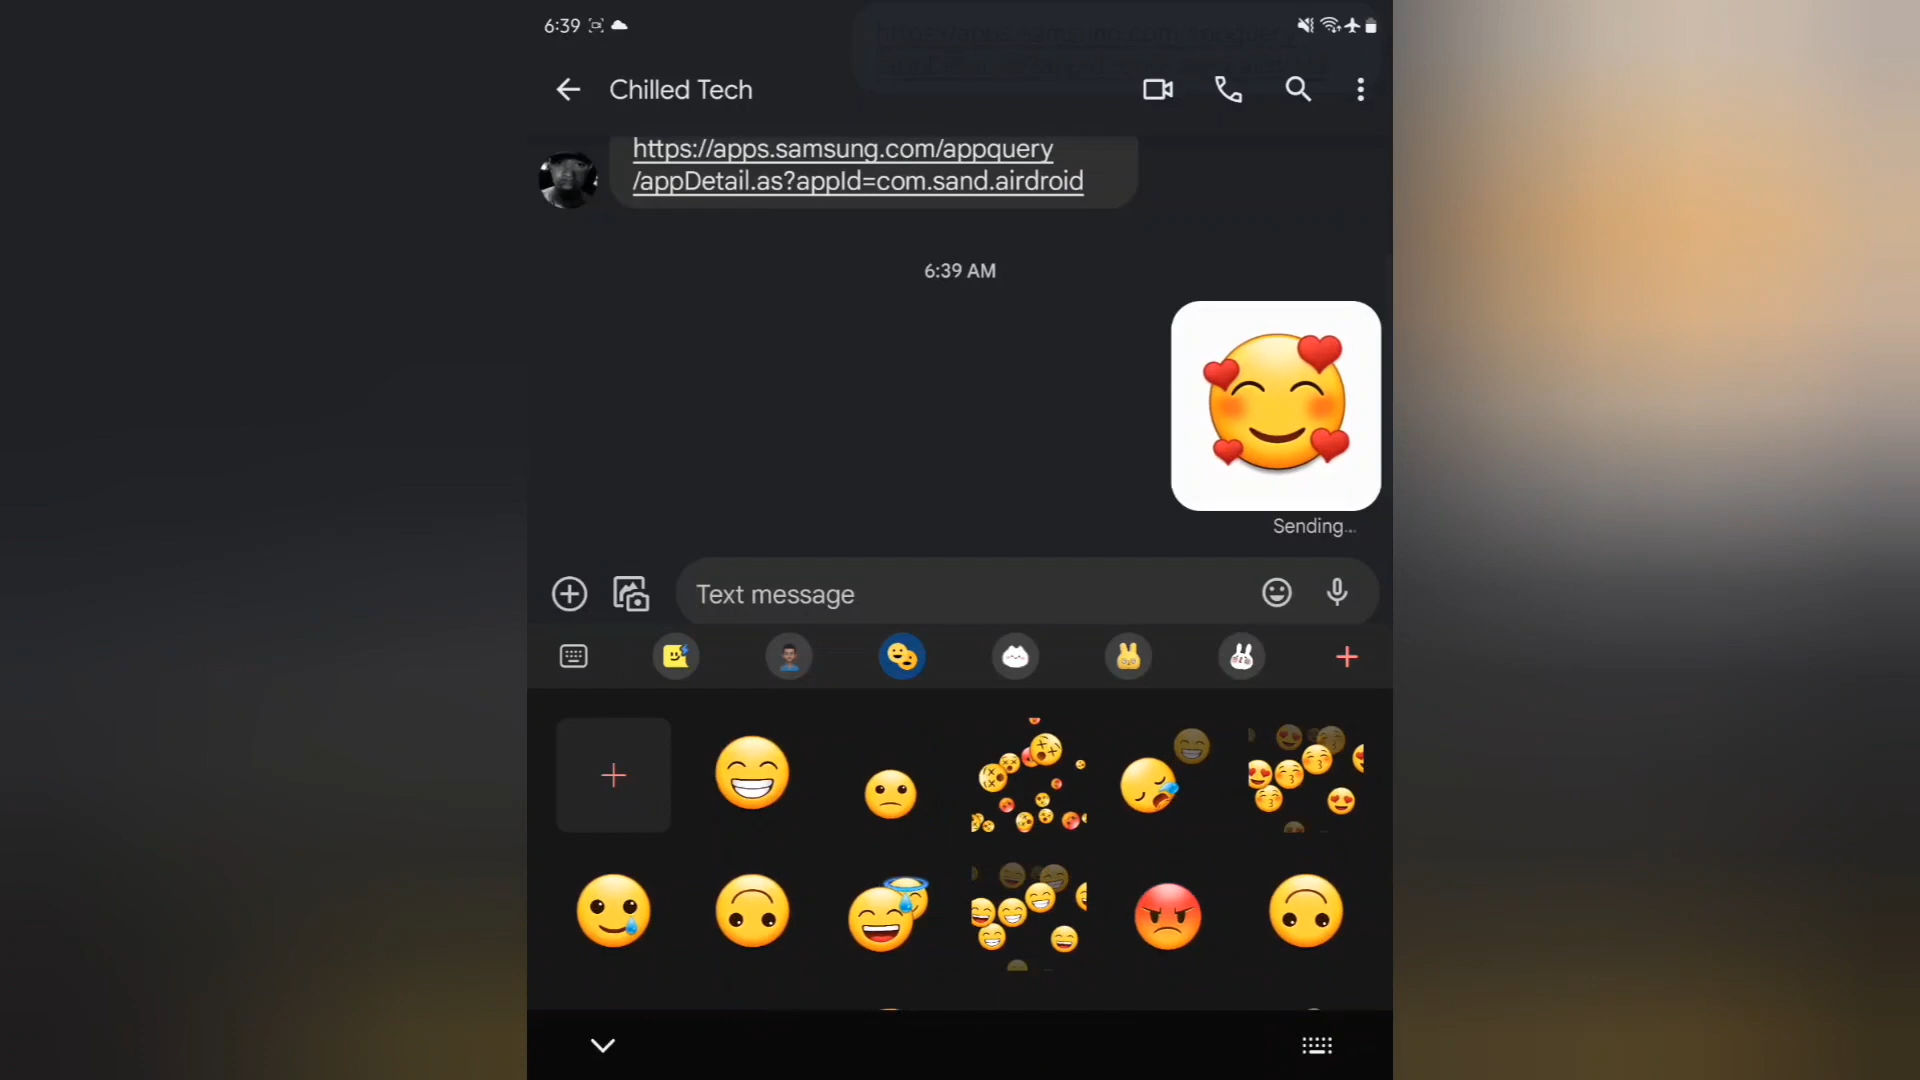 6:39
Chilled Tech
https://apps.samsung.com/appquery
/appDetail.as?appId=com.sand.airdroid
6:39 AM
Sending...
Text message